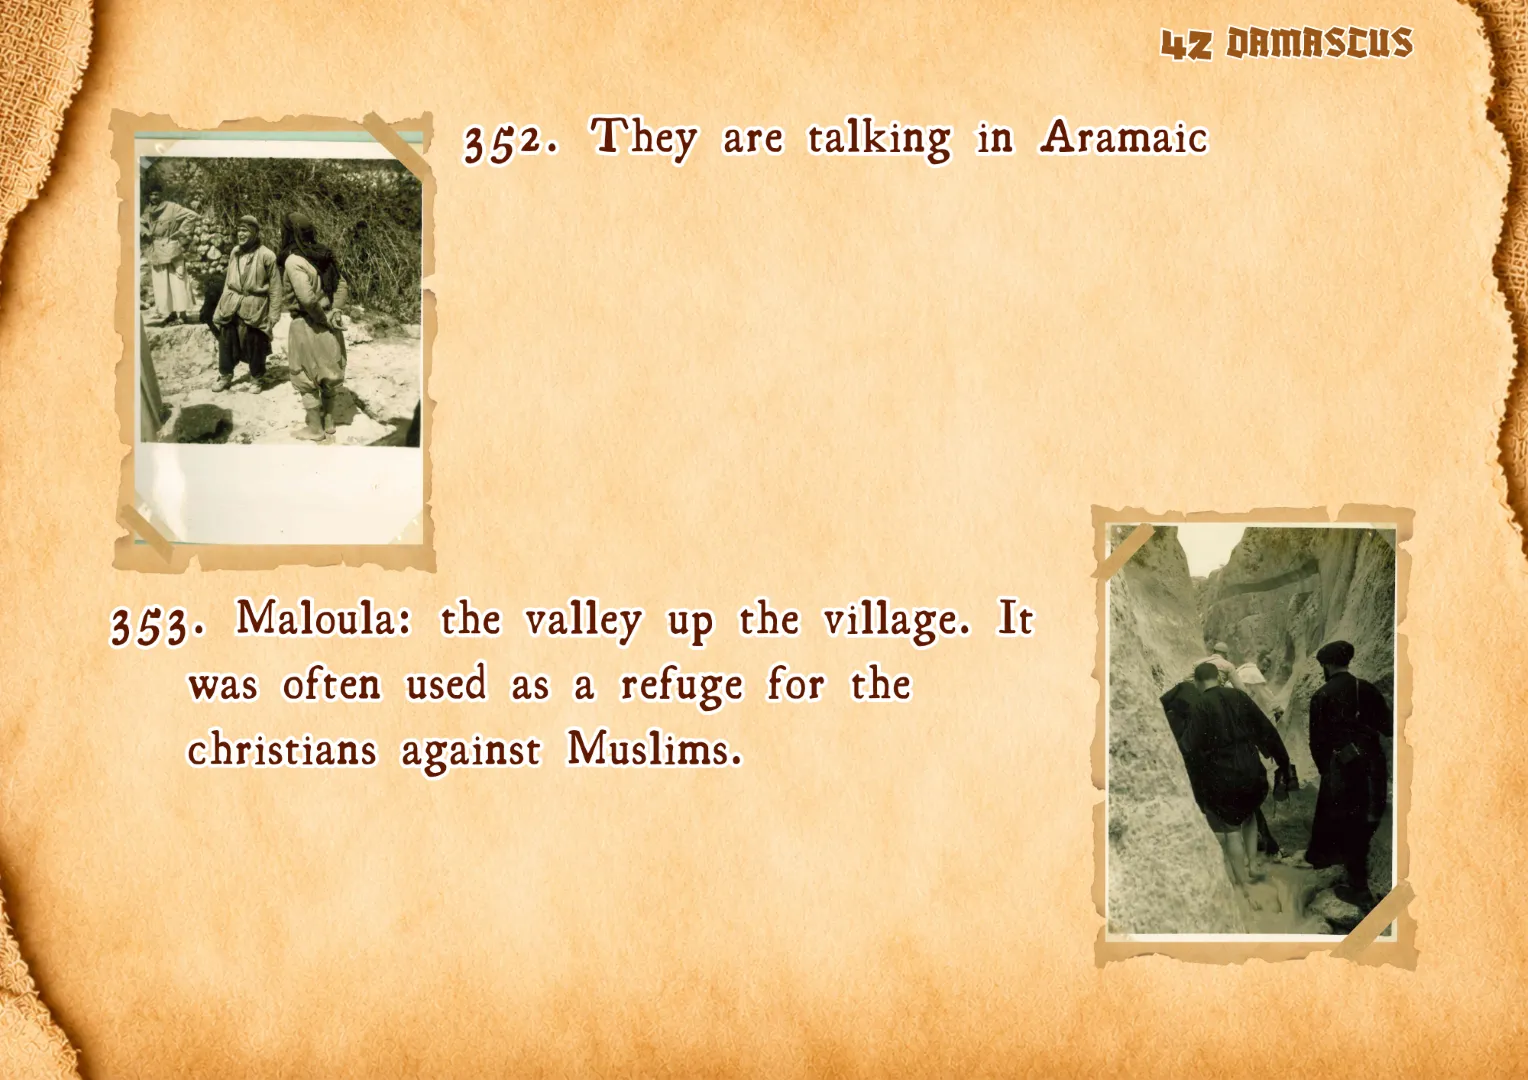 42 DAMASCUS
352. They are talking in Aramaic
353. Maloula: the valley up the village. It
was often used as a refuge for the
christians against Muslims.